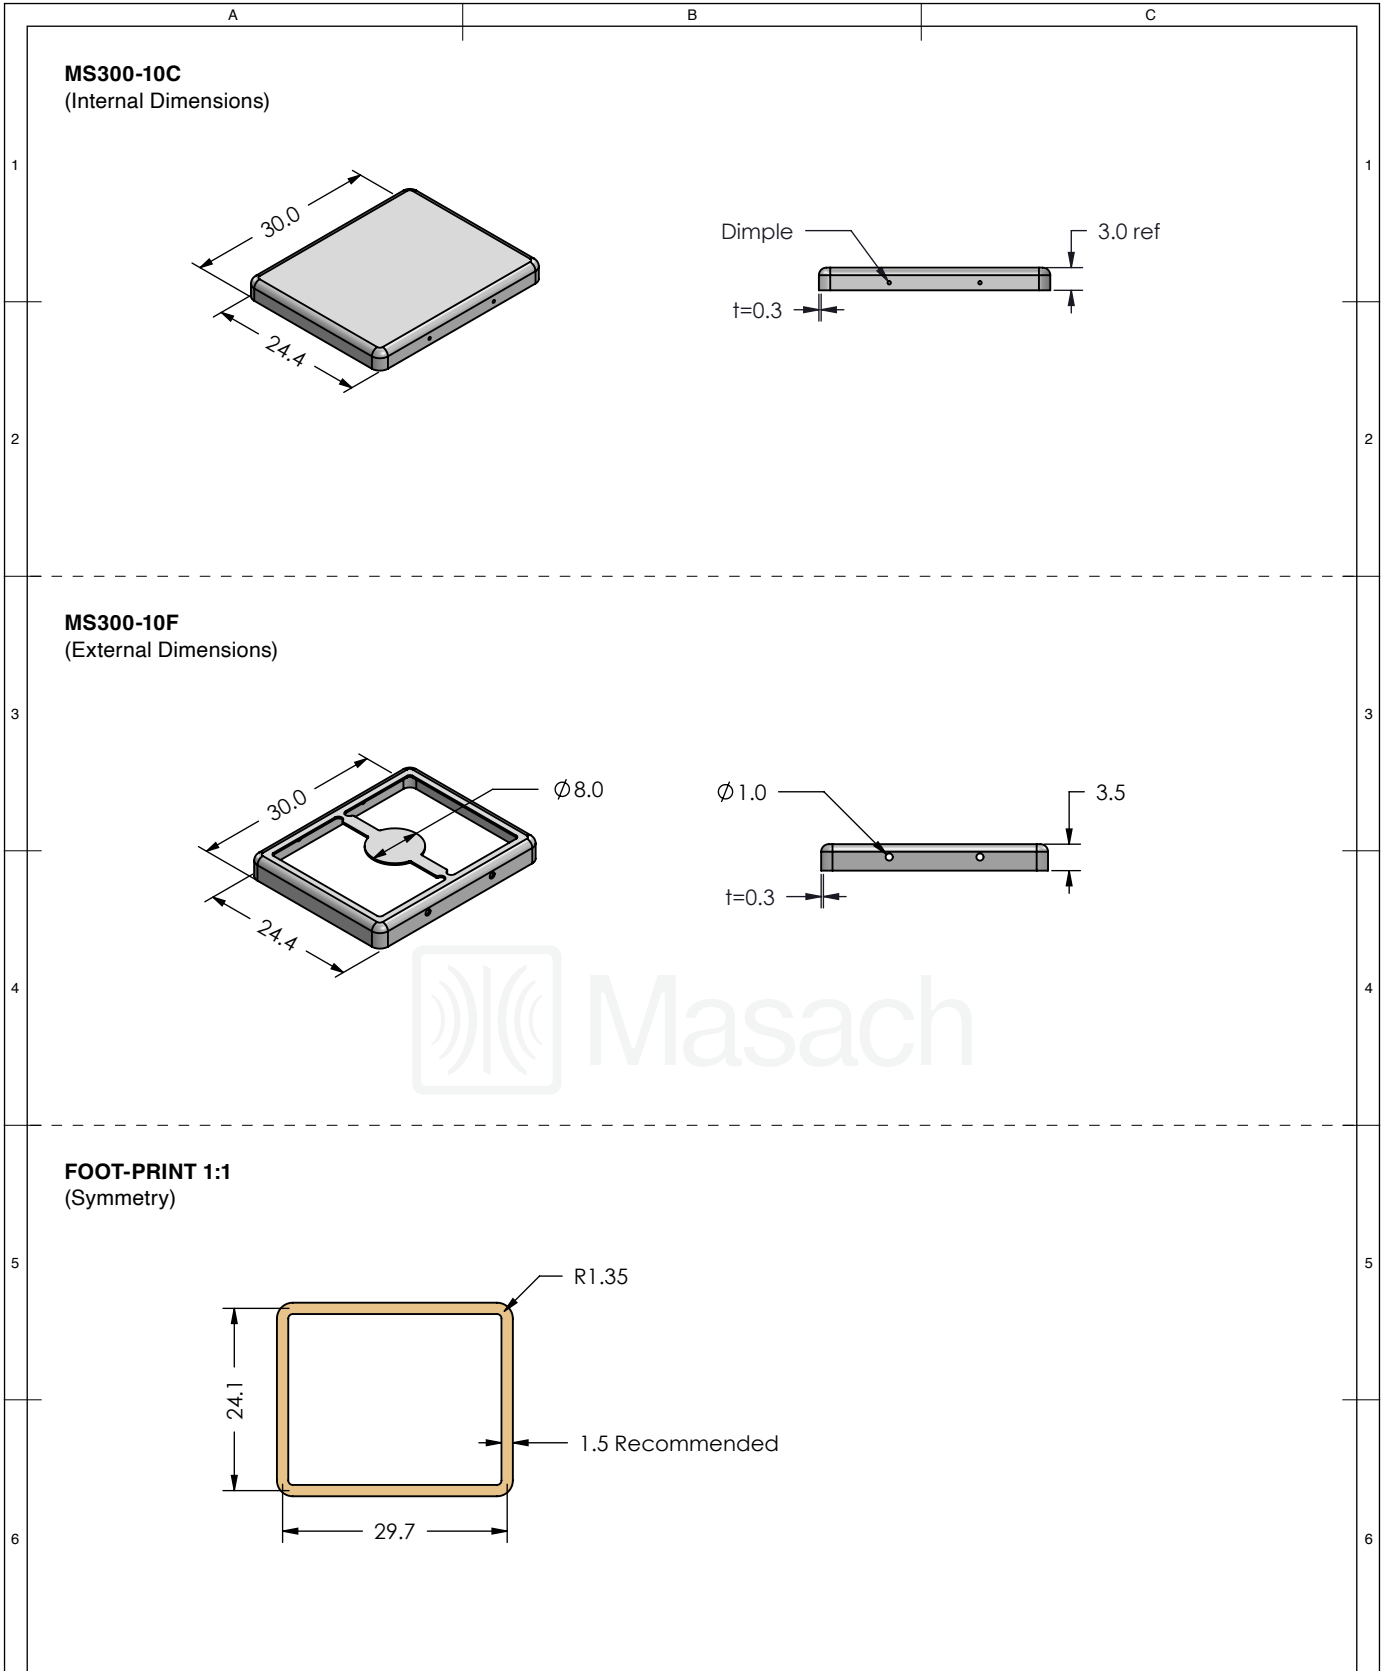 A B C
MS300-10C
(Internal Dimensions)
1 1
30.0
24.4
Dimple
3.0 ref
t=0.3
2 2
MS300-10F
(External Dimensions)
3 3
30.0
Ø8.0
24.4
Ø1.0
3.5
t=0.3
Masach
4 4
FOOT-PRINT 1:1
(Symmetry)
5 5
R1.35
24.1
1.5 Recommended
29.7
6 6